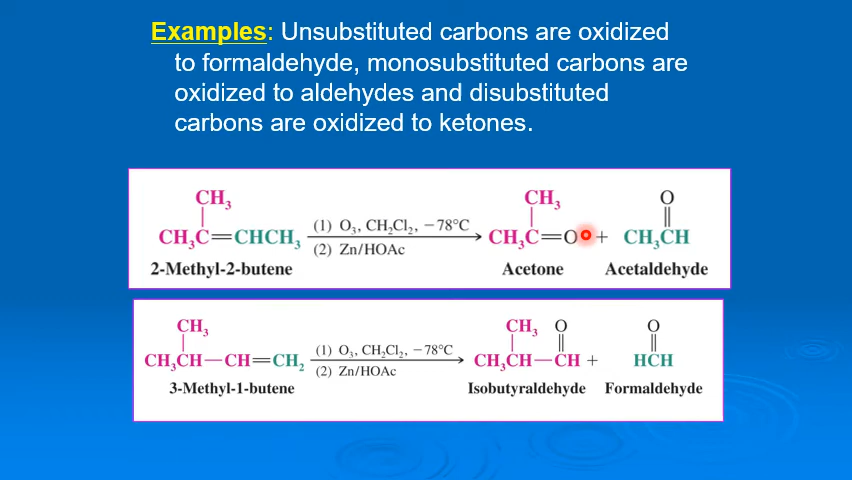 Examples: Unsubstituted carbons are oxidized
to formaldehyde, monosubstituted carbons are
oxidized to aldehydes and disubstituted
carbons are oxidized to ketones.
CH₃
CH₃C=CHCH₃
(1) O₃, CH₂Cl₂, −78°C
(2) Zn/HOAc
CH₃
CH₃C=O +
O
CH₃CH
2-Methyl-2-butene
Acetone
Acetaldehyde
CH₃
CH₃CH—CH=CH₂
(1) O₃, CH₂Cl₂, −78°C
(2) Zn/HOAc
CH₃ O
CH₃CH—CH +
O
HCH
3-Methyl-1-butene
Isobutyraldehyde
Formaldehyde